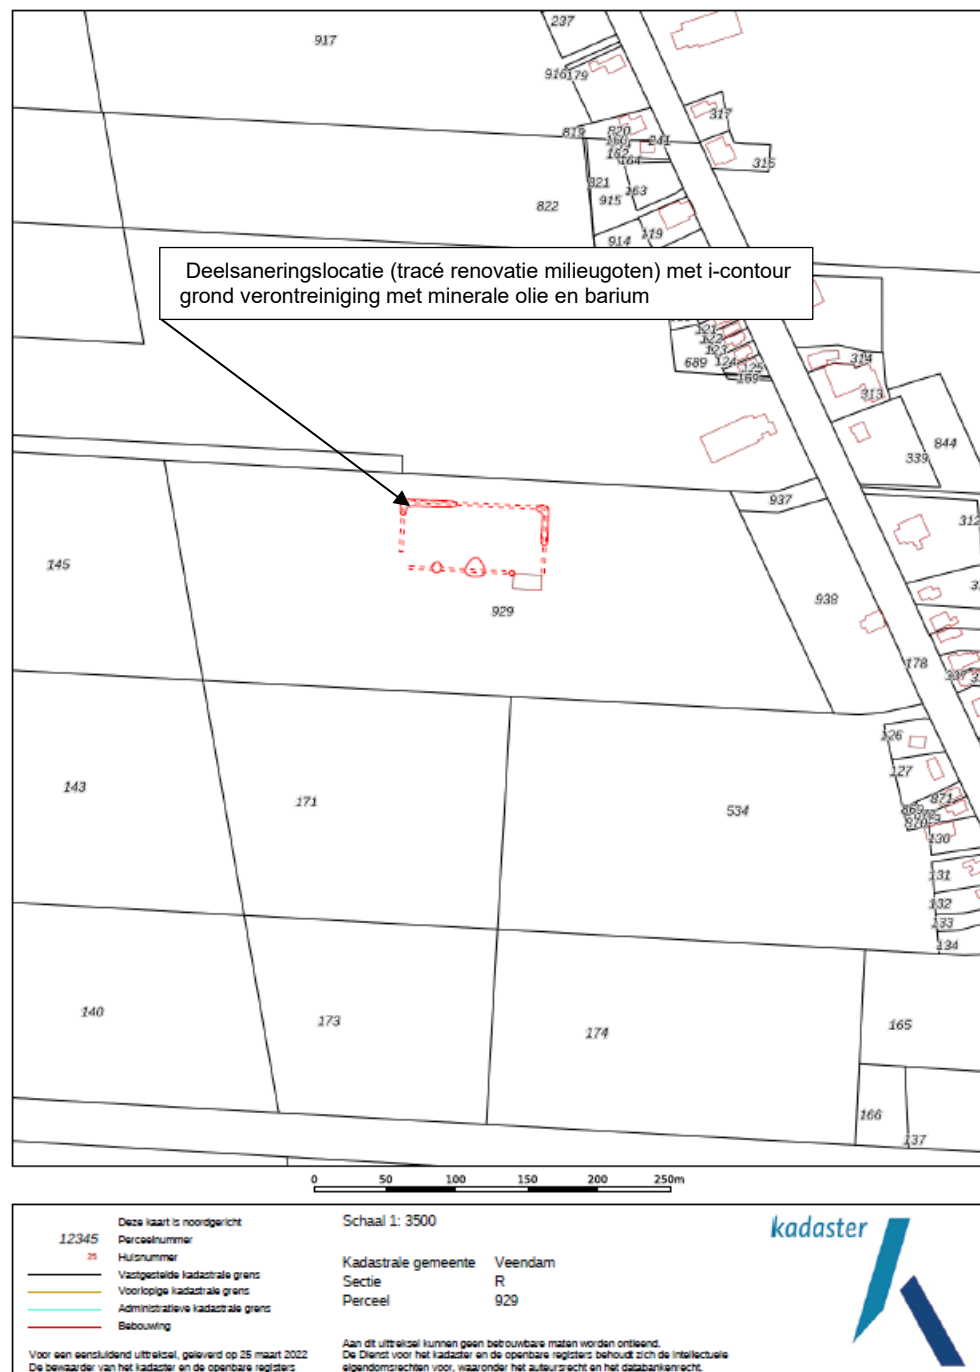 237
917
916 179
317
819 820
160 241
162
164
316
821 163
915
822
119
914
Deelsaneringslocatie (tracé renovatie milieugoten) met i-contour
grond verontreiniging met minerale olie en barium
121
122
123
689 124 125
169
314
313
844
339
937
312
145
938
929
178
337
126
143
127
171
534
871
869
870
130
131
132
133
134
140
173
174
165
166
137
0 50 100 150 200 250m
Deze kaart is noordgericht
12345 Perceelnummer
25 Huisnummer
Vastgestelde kadastrale grens
Voorlopige kadastrale grens
Administratieve kadastrale grens
Bebouwing
Voor een eensluidend uittreksel, geleverd op 25 maart 2022
De bewaarder van het kadaster en de openbare registers
Schaal 1: 3500
Kadastrale gemeente Veendam
Sectie R
Perceel 929
Aan dit uittreksel kunnen geen betrouwbare maten worden ontleend.
De Dienst voor het kadaster en de openbare registers behoudt zich de intellectuele
eigendomsrechten voor, waaronder het auteursrecht en het databankenrecht.
kadaster